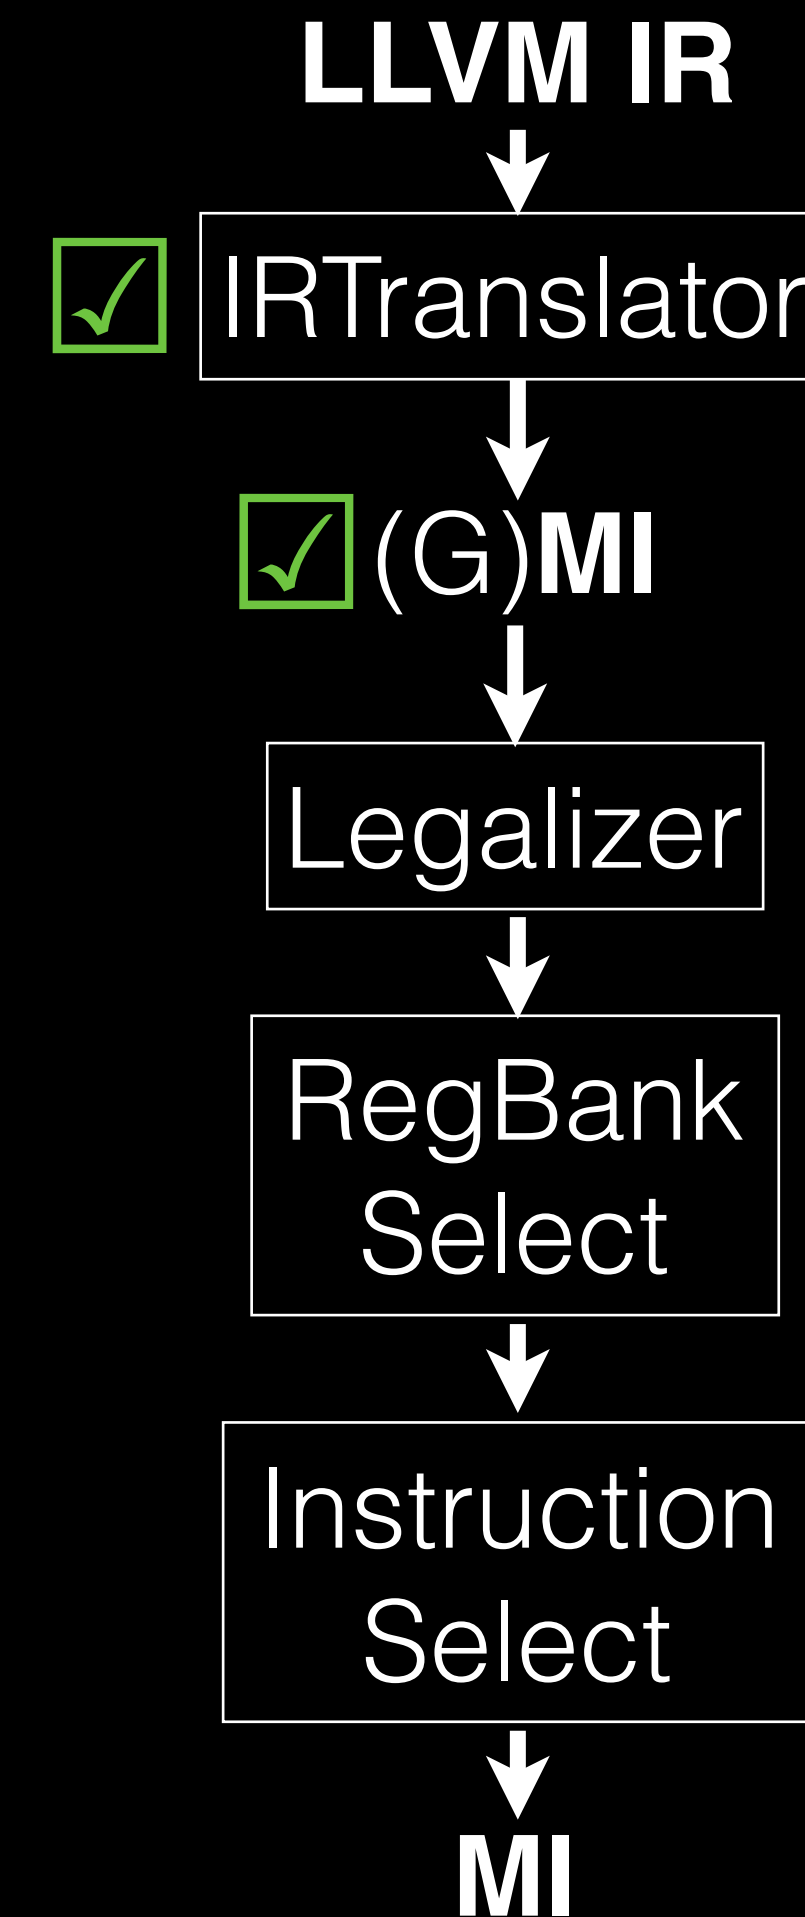 LLVM IR
IRTranslator
(G)MI
Legalizer
RegBank
Select
Instruction
Select
MI